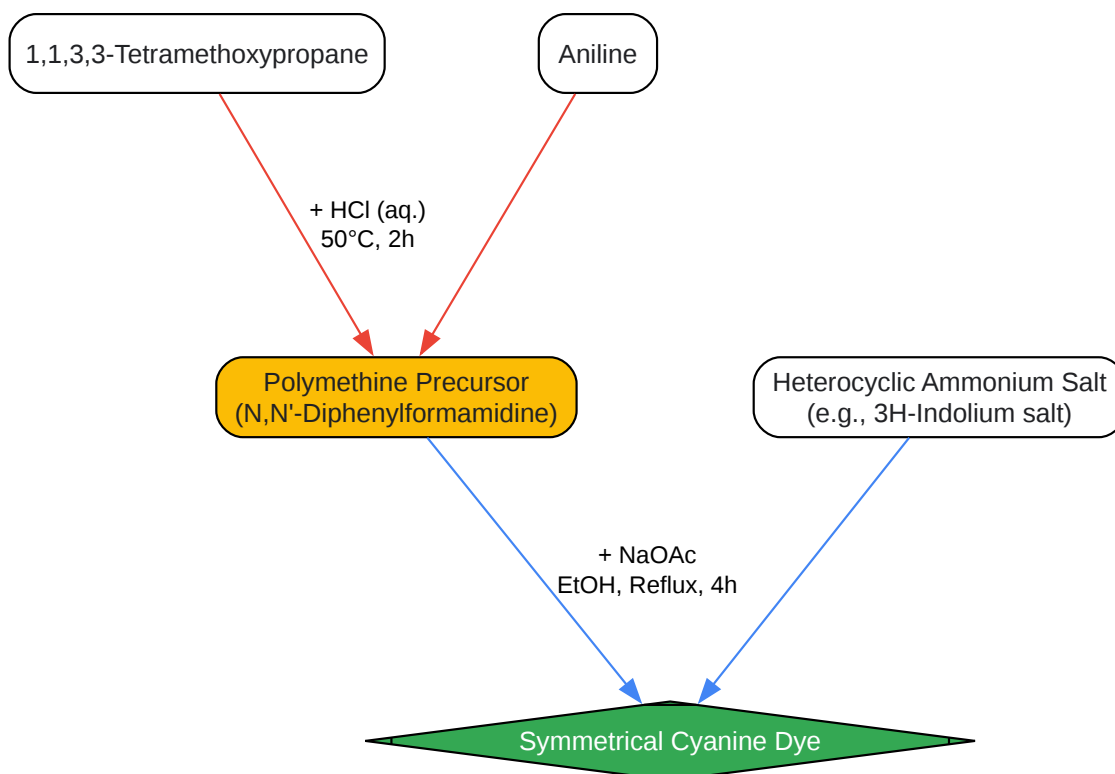 1,1,3,3-Tetramethoxypropane
Aniline
+ HCl (aq.)
50°C, 2h
Polymethine Precursor
(N,N'-Diphenylformamidine)
Heterocyclic Ammonium Salt
(e.g., 3H-Indolium salt)
+ NaOAc
EtOH, Reflux, 4h
Symmetrical Cyanine Dye